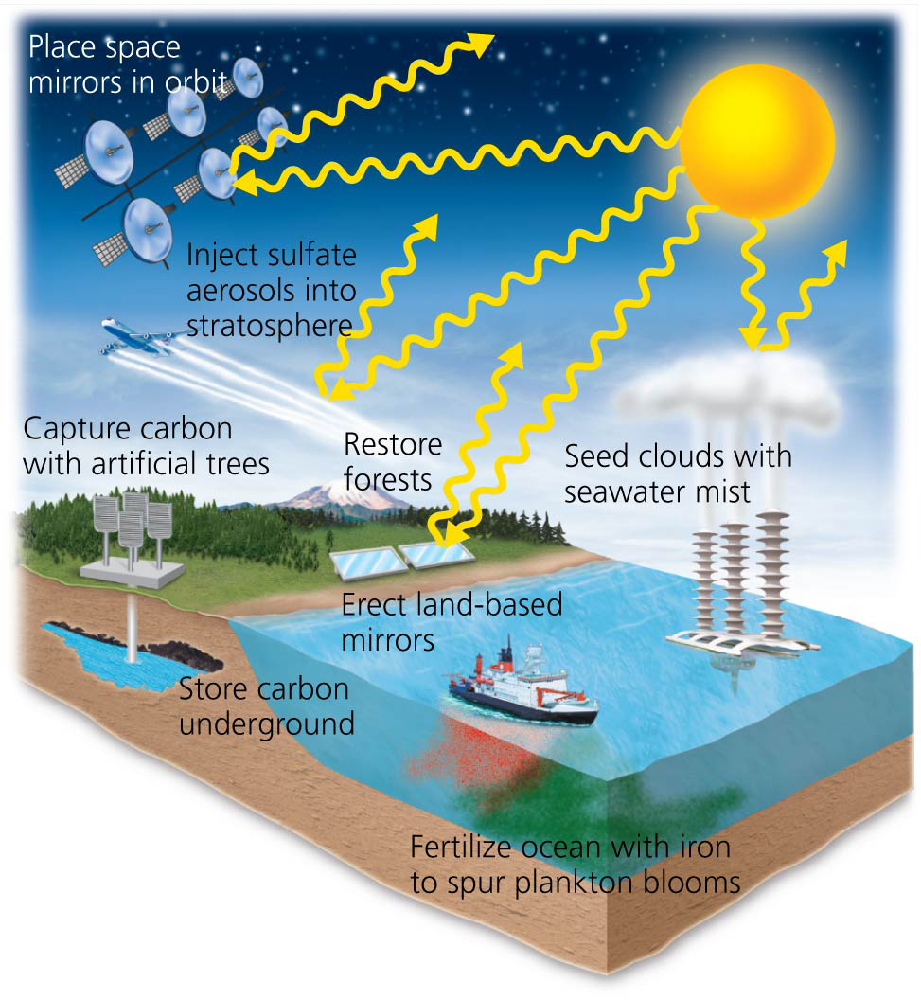 Place space
mirrors in orbit
Inject sulfate
aerosols into
stratosphere
Capture carbon
with artificial trees
Restore
forests
Seed clouds with
seawater mist
Erect land-based
mirrors
Store carbon
underground
Fertilize ocean with iron
to spur plankton blooms